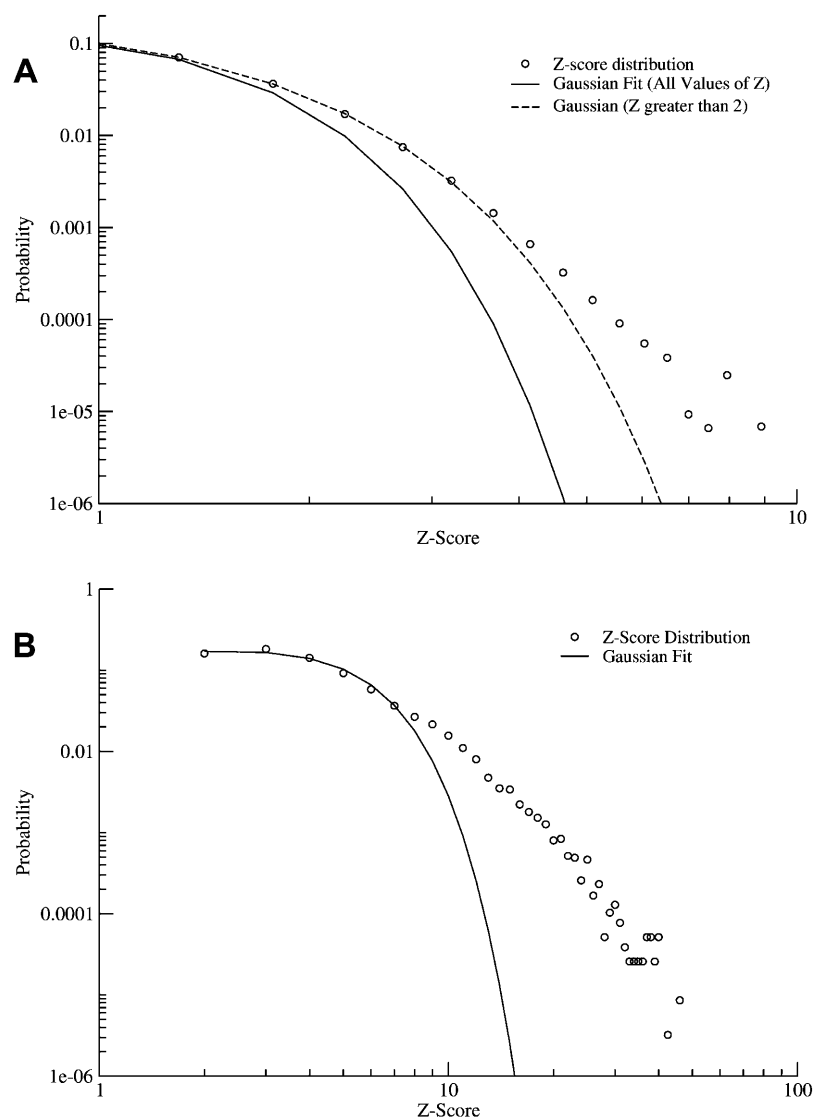 A
0.1
Z-score distribution
Gaussian Fit (All Values of Z)
Gaussian (Z greater than 2)
0.01
0.001
Probability
0.0001
1e-05
1e-06
1
10
Z-Score
B
1
Z-Score Distribution
Gaussian Fit
0.01
Probability
0.0001
1e-06
1
10
100
Z-Score